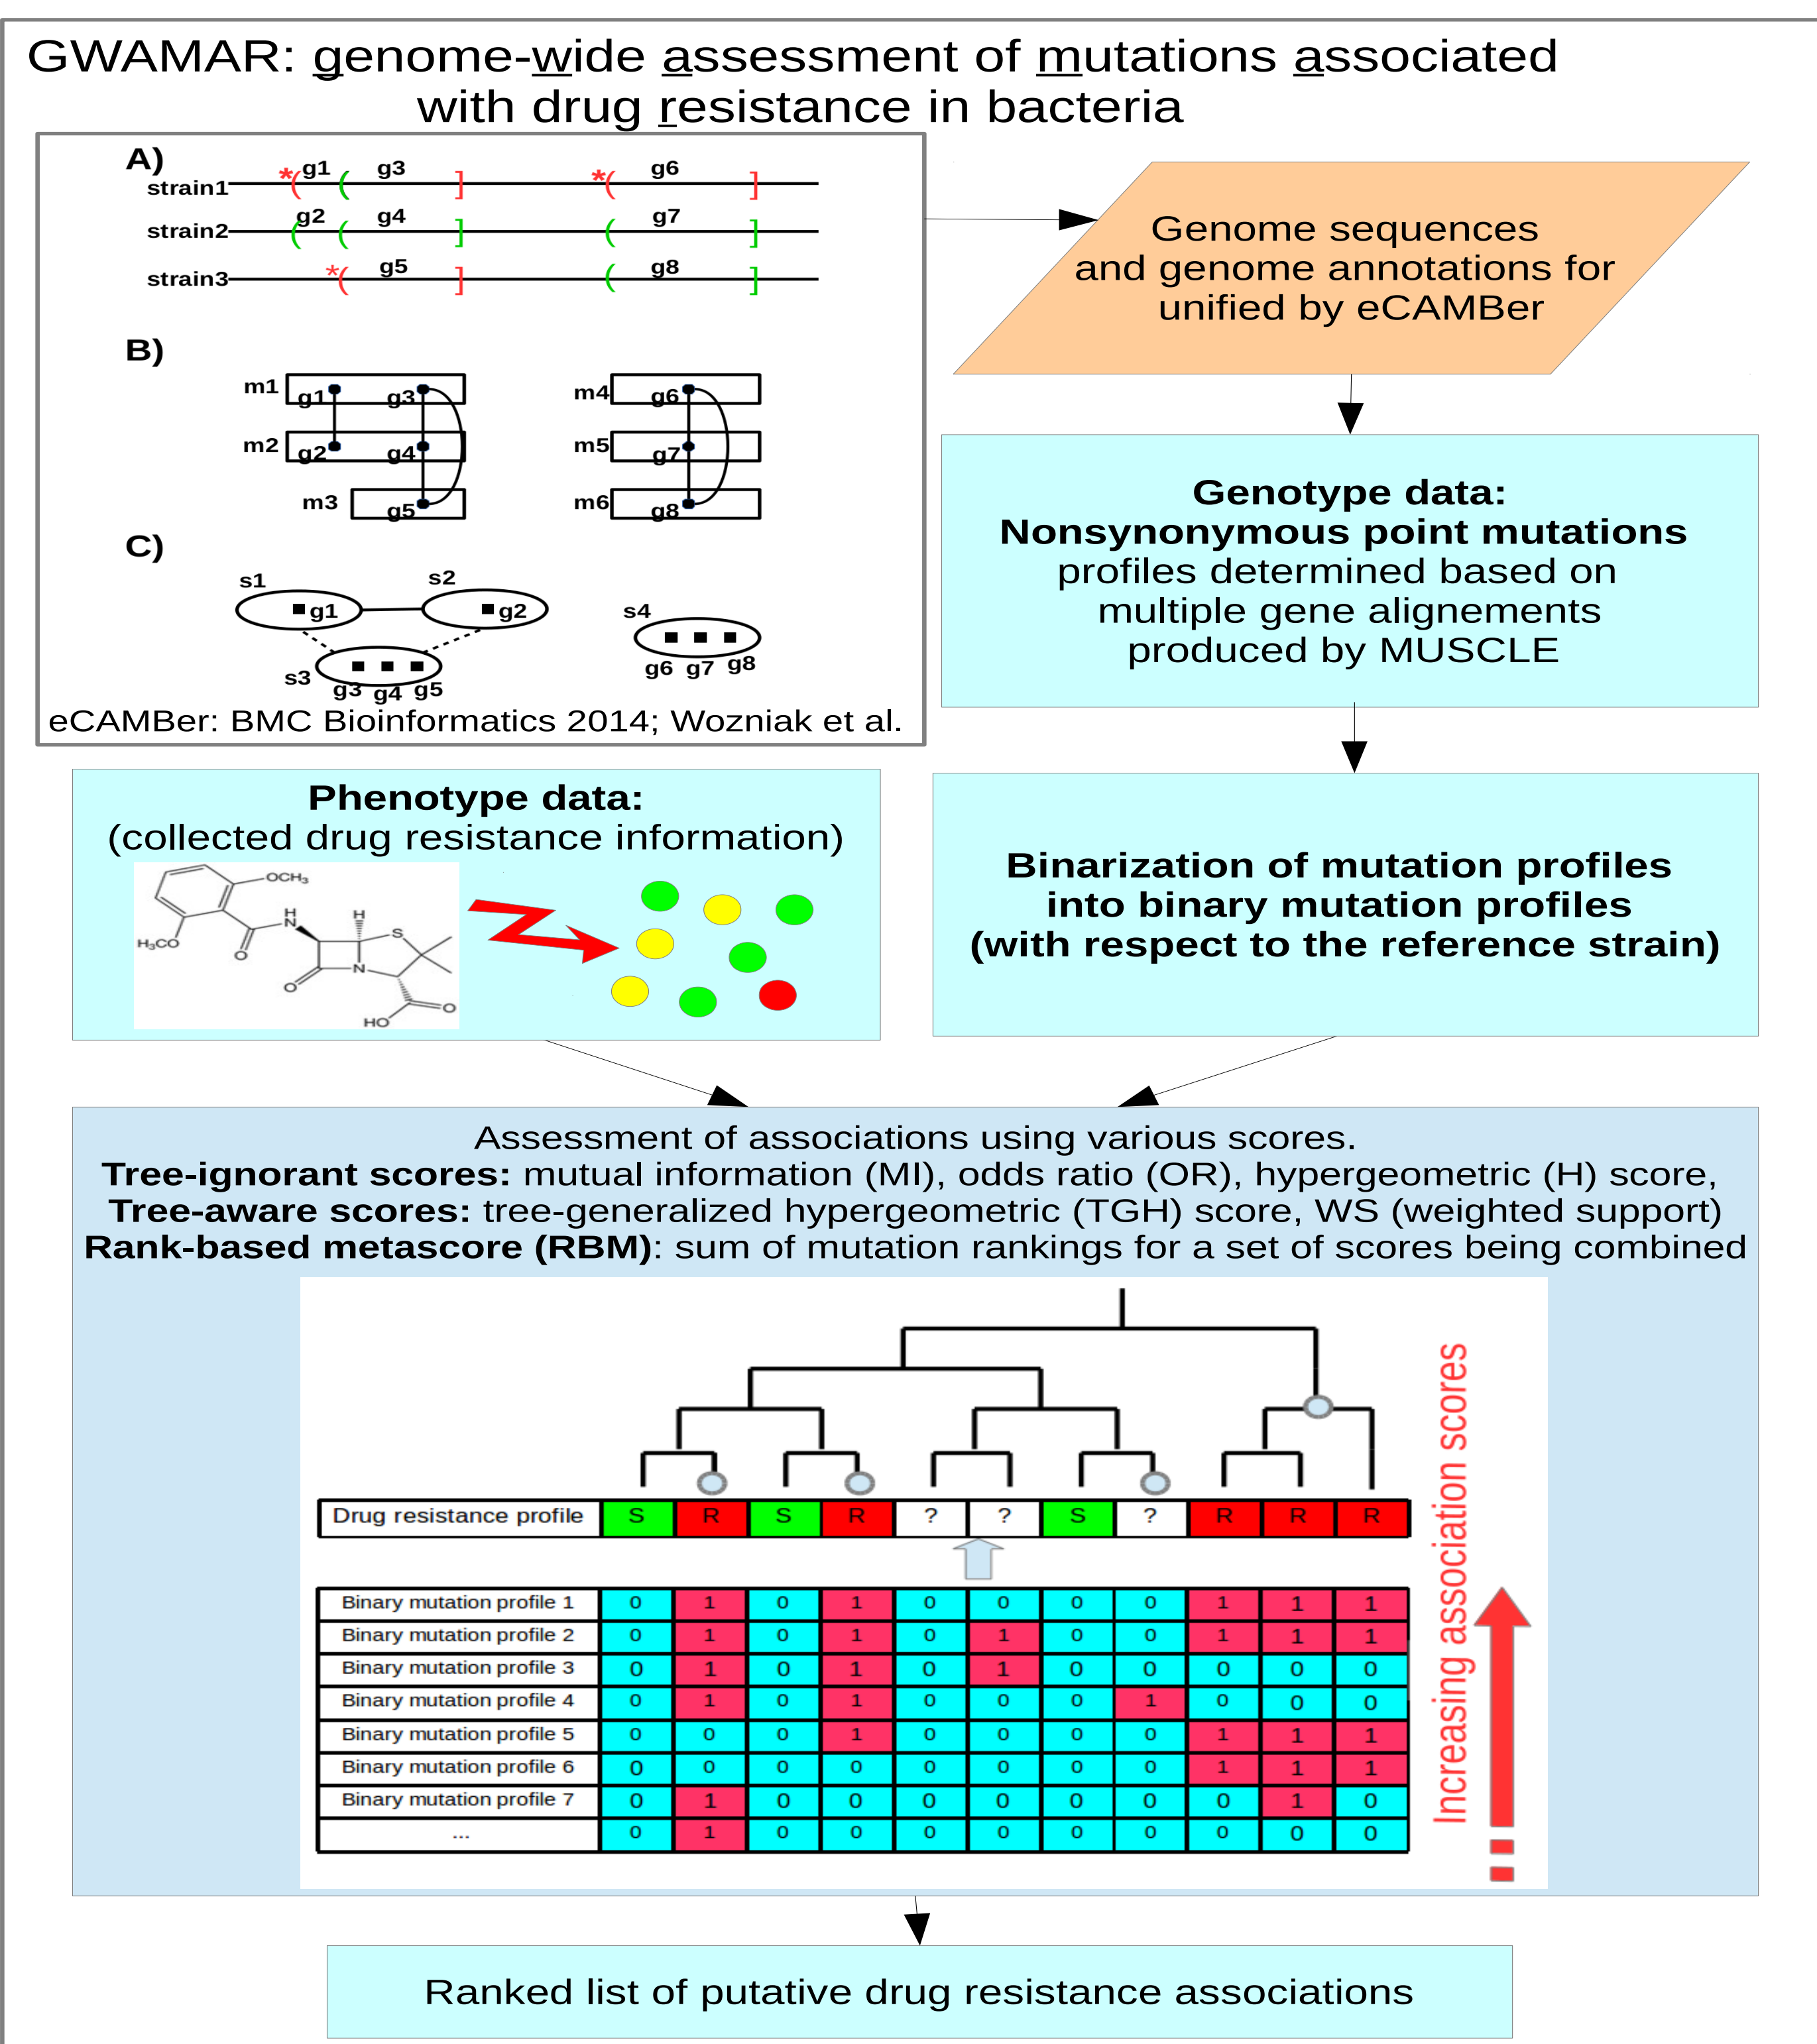 GWAMAR: genome-wide assessment of mutations associated
with drug resistance in bacteria
A)
g1 g3 g6
strain1 *( ( ] *( ]
g2 g4 g7
strain2 ( ( ] ( ]
g5 g8
strain3 *( ] ( ]
B)
m1 g1 g3 m4 g6
m2 g2 g4 m5 g7
m3 g5 m6 g8
C)
s1 s2
g1 g2 s4
s3 g3 g4 g5 g6 g7 g8
eCAMBer: BMC Bioinformatics 2014; Wozniak et al.
Genome sequences
and genome annotations for
unified by eCAMBer
Genotype data:
Nonsynonymous point mutations
profiles determined based on
multiple gene alignements
produced by MUSCLE
Phenotype data:
(collected drug resistance information)
OCH₃
H₃CO
O
H
N
H
S
N
O
O
HO
Binarization of mutation profiles
into binary mutation profiles
(with respect to the reference strain)
Assessment of associations using various scores.
Tree-ignorant scores: mutual information (MI), odds ratio (OR), hypergeometric (H) score,
Tree-aware scores: tree-generalized hypergeometric (TGH) score, WS (weighted support)
Rank-based metascore (RBM): sum of mutation rankings for a set of scores being combined
Drug resistance profile S R S R ? ? S ? R R R
Binary mutation profile 1 0 1 0 1 0 0 0 0 1 1 1
Binary mutation profile 2 0 1 0 1 0 1 0 0 1 1 1
Binary mutation profile 3 0 1 0 1 0 1 0 0 0 0 0
Binary mutation profile 4 0 1 0 1 0 0 0 1 0 0 0
Binary mutation profile 5 0 0 0 1 0 0 0 0 1 1 1
Binary mutation profile 6 0 0 0 0 0 0 0 0 1 1 1
Binary mutation profile 7 0 1 0 0 0 0 0 0 0 1 0
... 0 1 0 0 0 0 0 0 0 0 0
Increasing association scores
Ranked list of putative drug resistance associations